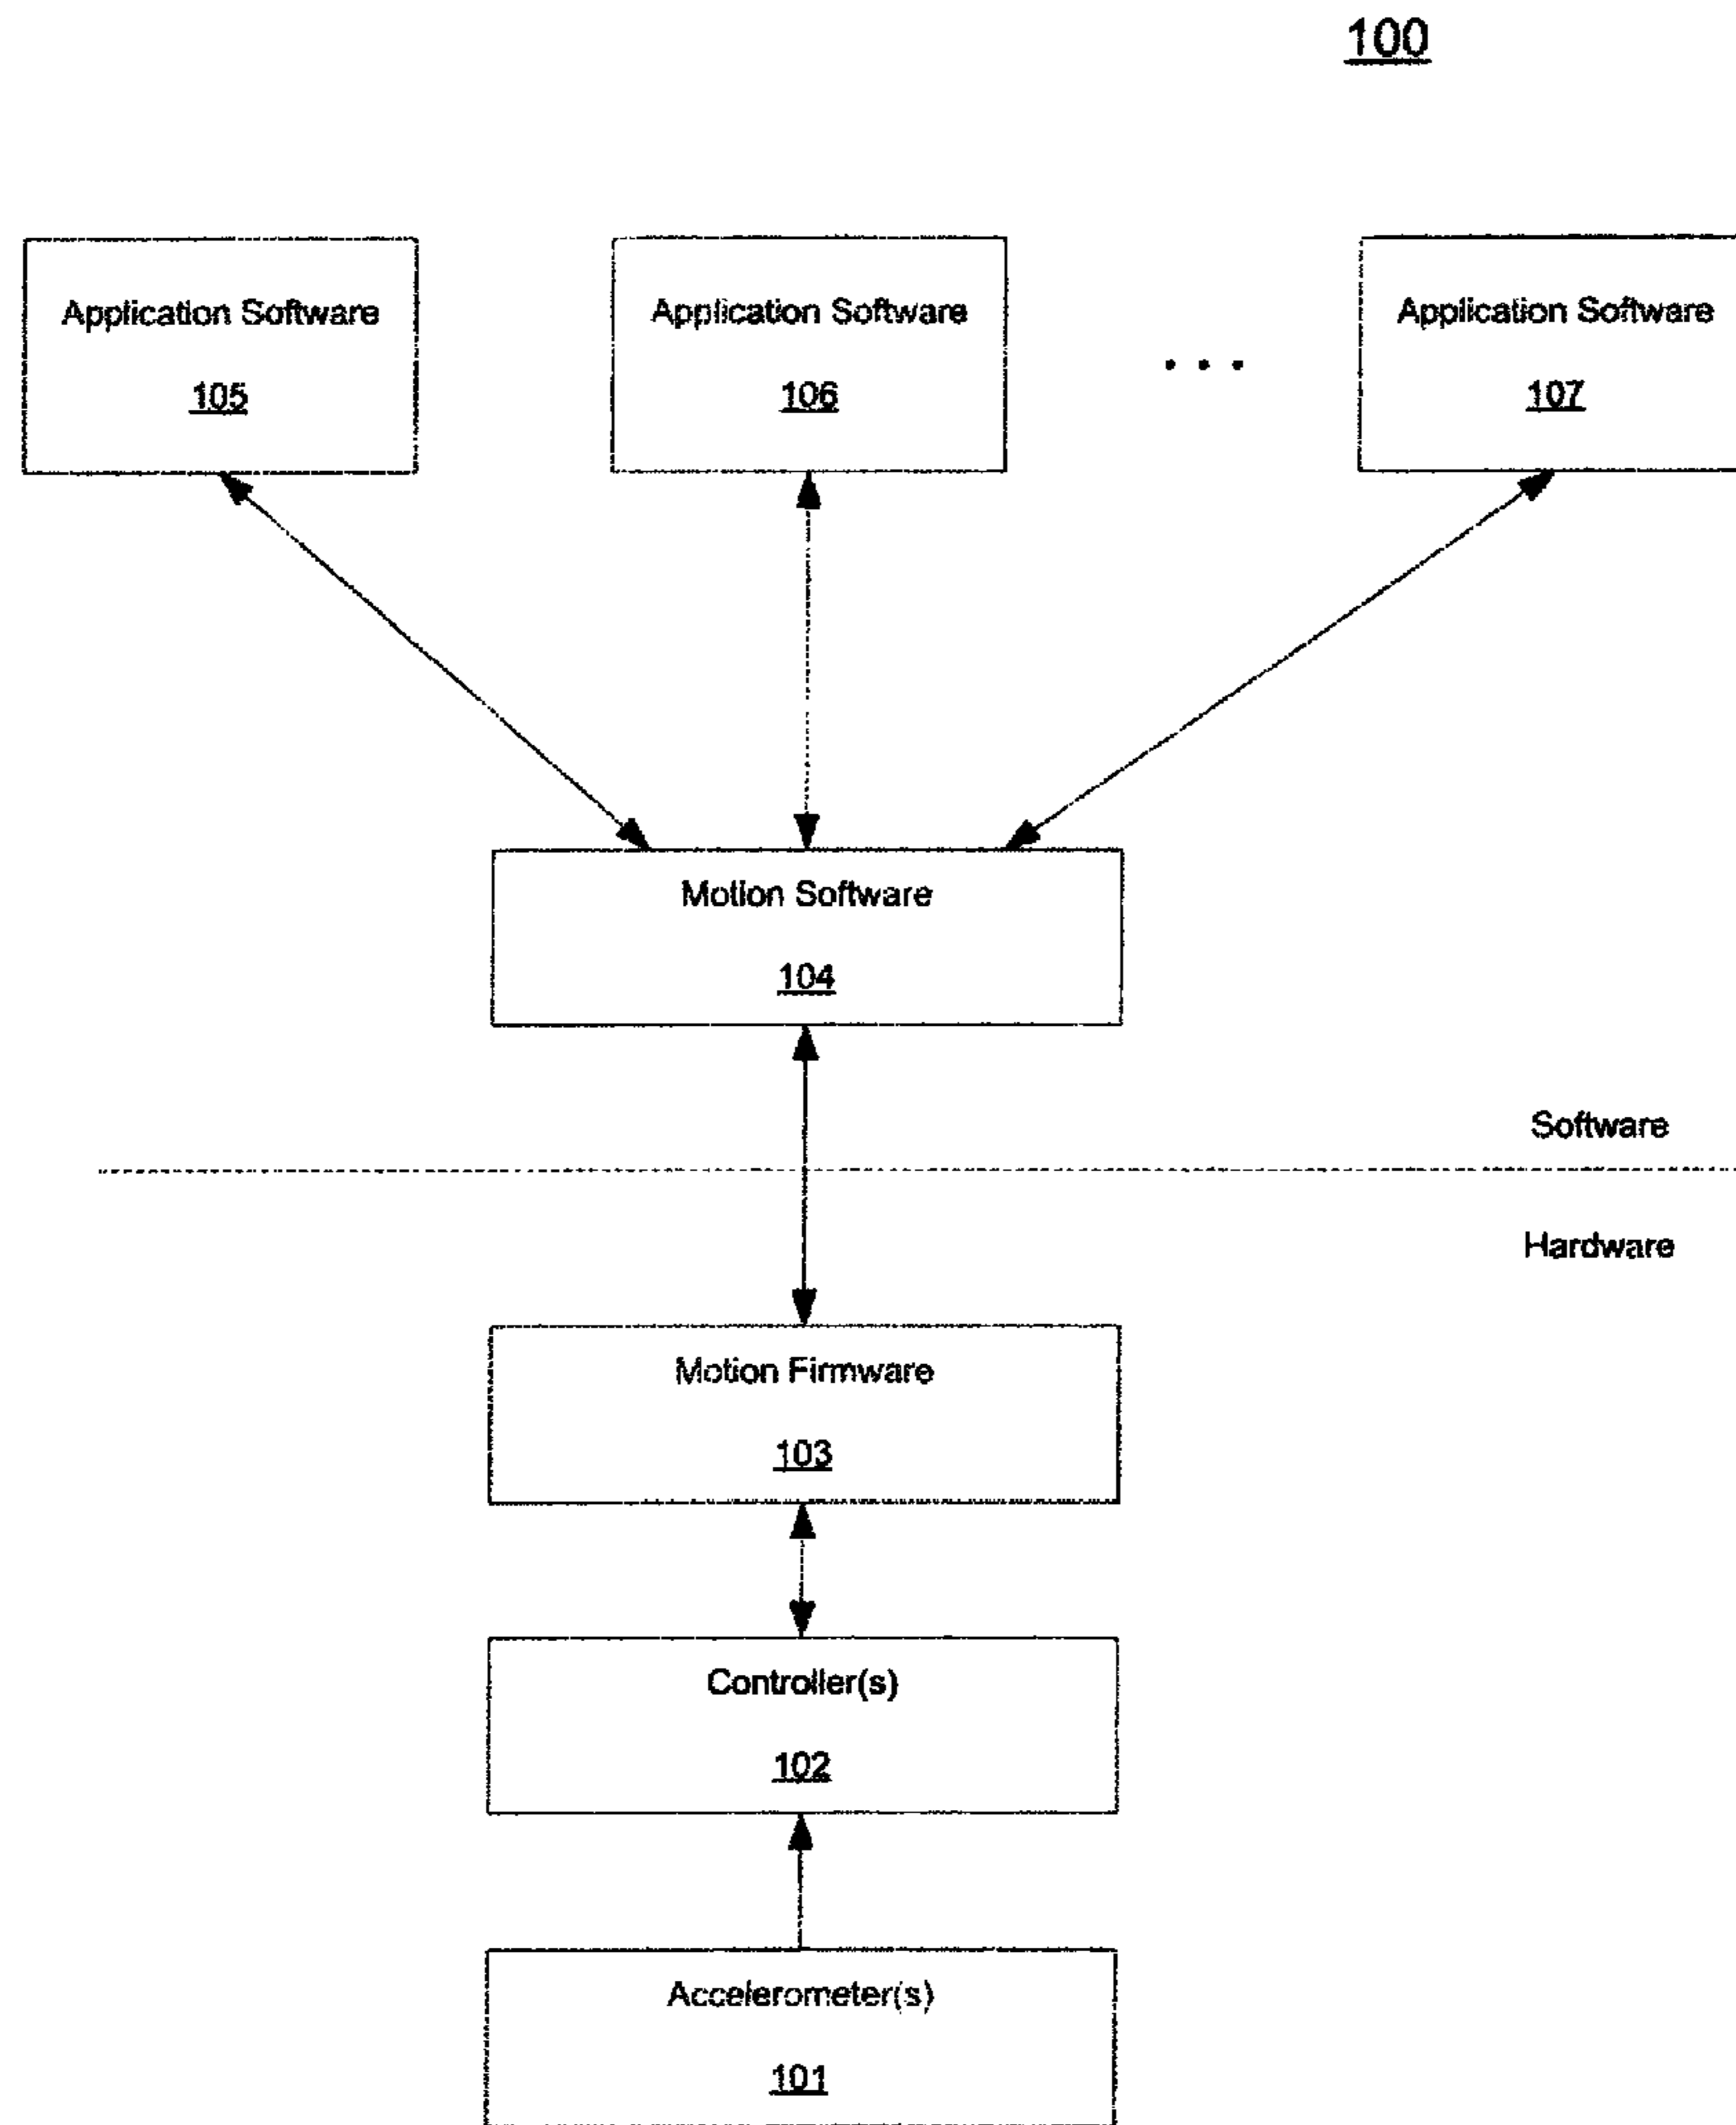 100
Application Software
105
Application Software
106
. . .
Application Software
107
Motion Software
104
Software
Hardware
Motion Firmware
103
Controller(s)
102
Accelerometer(s)
101